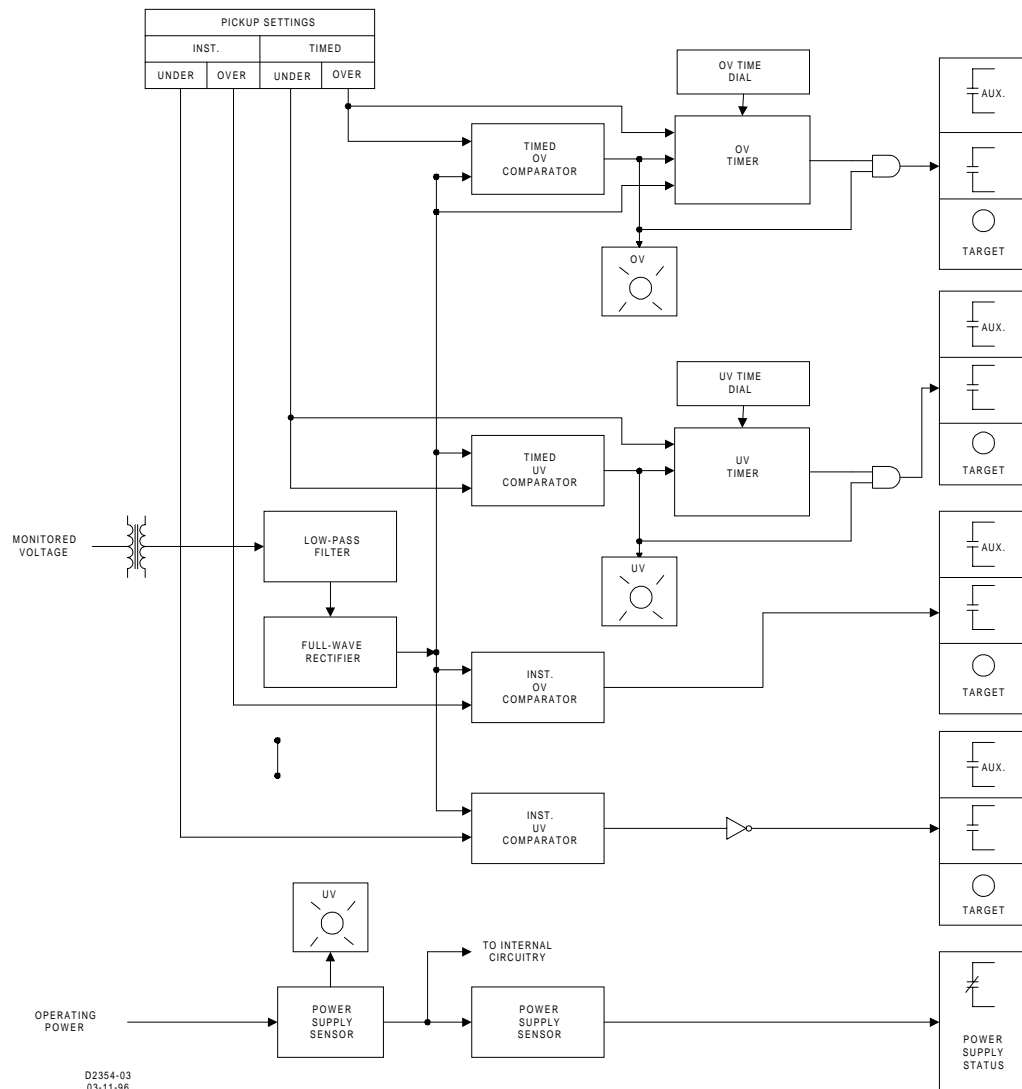 PICKUP SETTINGS
INST.
TIMED
UNDER
OVER
UNDER
OVER
OV TIME
DIAL
AUX.
TIMED
OV
COMPARATOR
OV
TIMER
TARGET
OV
AUX.
UV TIME
DIAL
TIMED
UV
COMPARATOR
UV
TIMER
TARGET
MONITORED
VOLTAGE
LOW-PASS
FILTER
UV
AUX.
FULL-WAVE
RECTIFIER
INST.
OV
COMPARATOR
TARGET
AUX.
INST.
UV
COMPARATOR
UV
TARGET
TO INTERNAL
CIRCUITRY
OPERATING
POWER
POWER
SUPPLY
SENSOR
POWER
SUPPLY
SENSOR
POWER
SUPPLY
STATUS
D2354-03
03-11-96